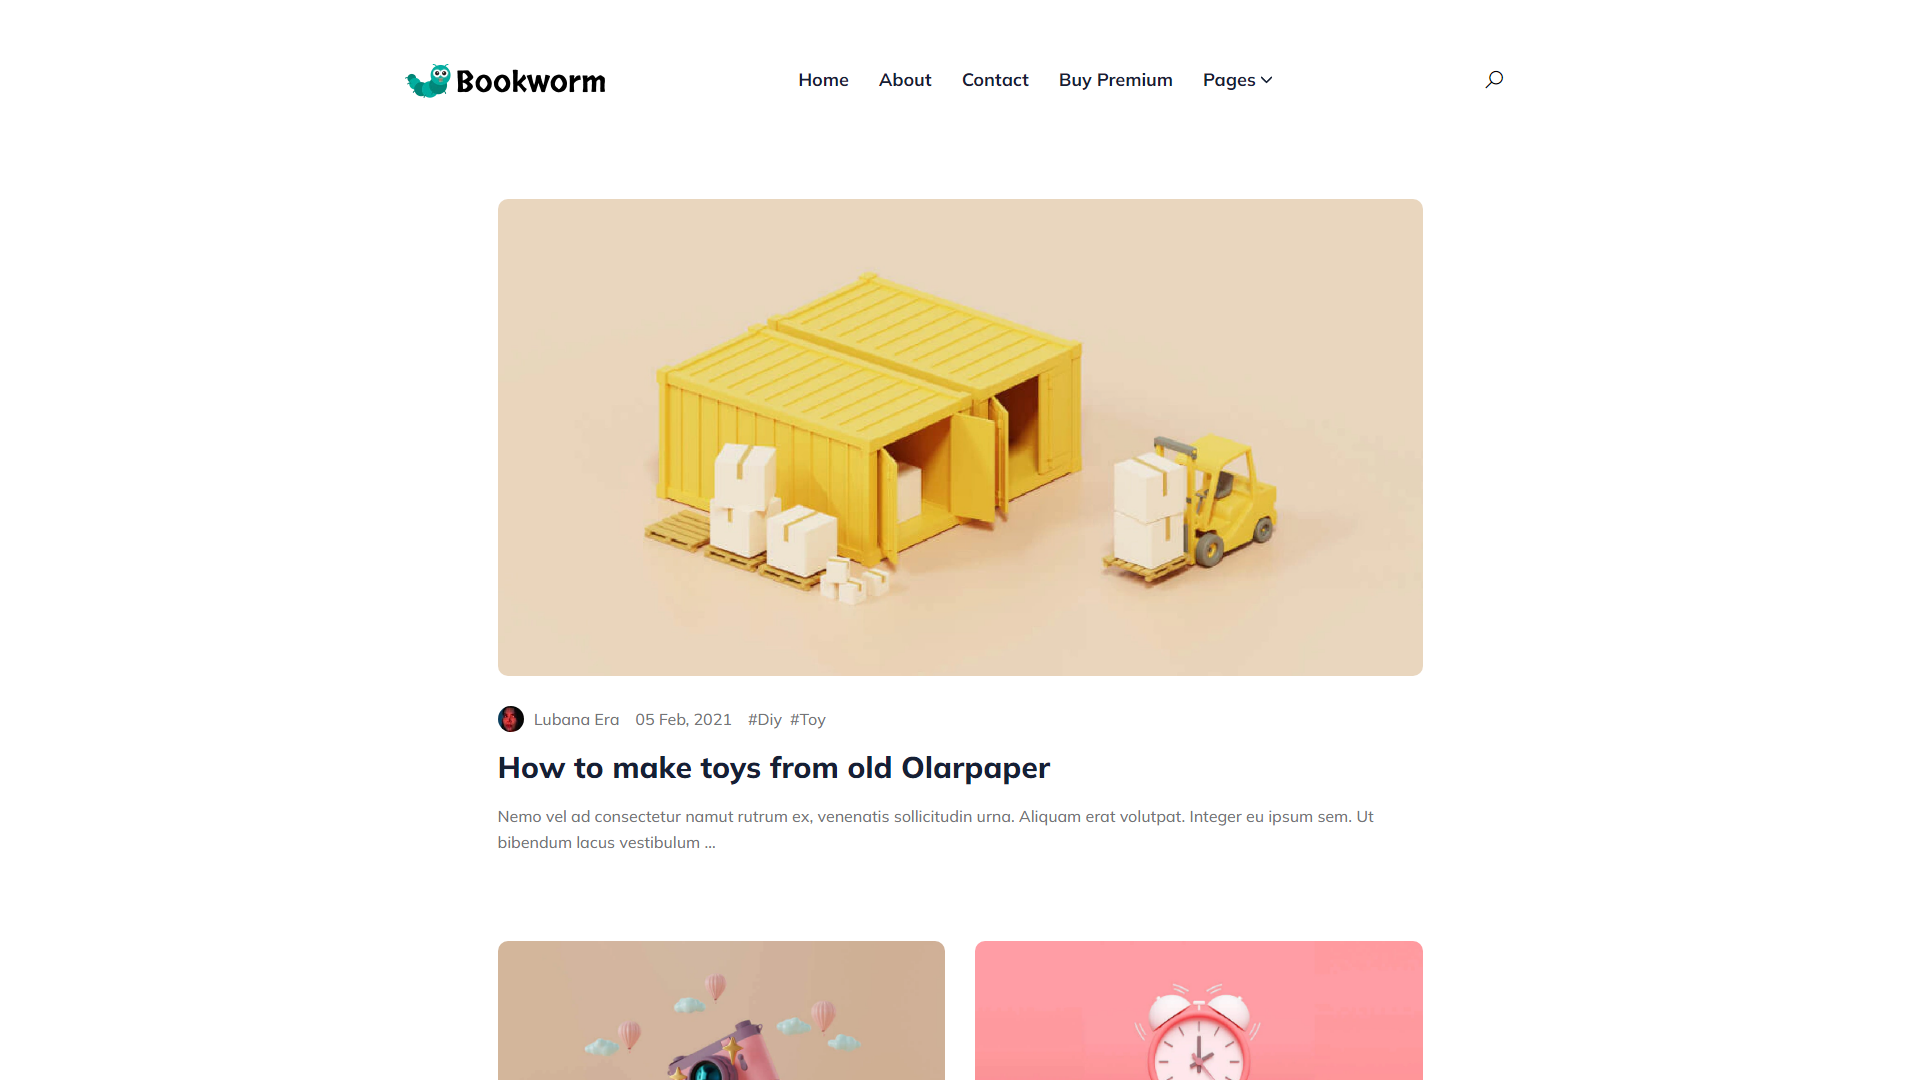 Bookworm
Home About Contact Buy Premium Pages
Lubana Era 05 Feb, 2021 #Diy #Toy
How to make toys from old Olarpaper
Nemo vel ad consectetur namut rutrum ex, venenatis sollicitudin urna. Aliquam erat volutpat. Integer eu ipsum sem. Ut
bibendum lacus vestibulum ...